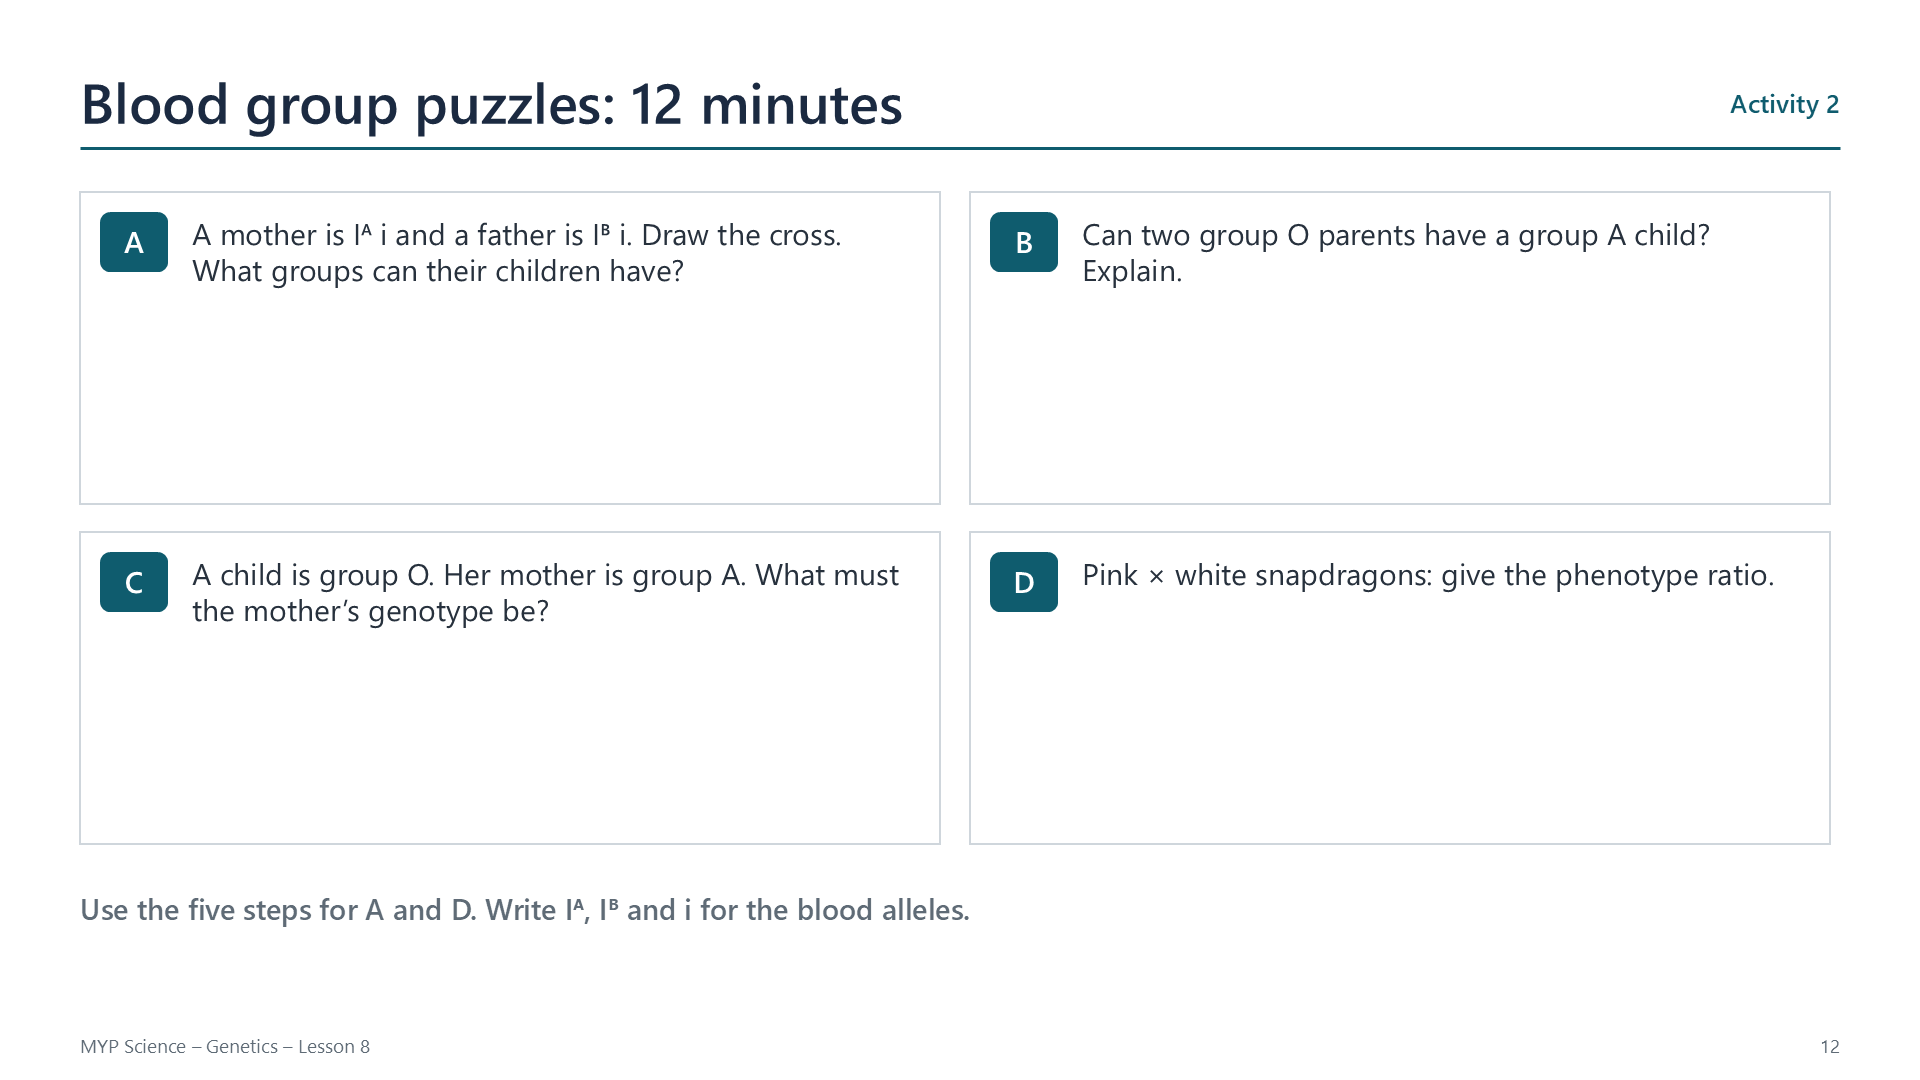 Blood group puzzles: 12 minutes
Activity 2
A
A mother is Iᴬ i and a father is Iᴮ i. Draw the cross.
What groups can their children have?
B
Can two group O parents have a group A child?
Explain.
C
A child is group O. Her mother is group A. What must
the mother’s genotype be?
D
Pink × white snapdragons: give the phenotype ratio.
Use the five steps for A and D. Write Iᴬ, Iᴮ and i for the blood alleles.
MYP Science – Genetics – Lesson 8
12